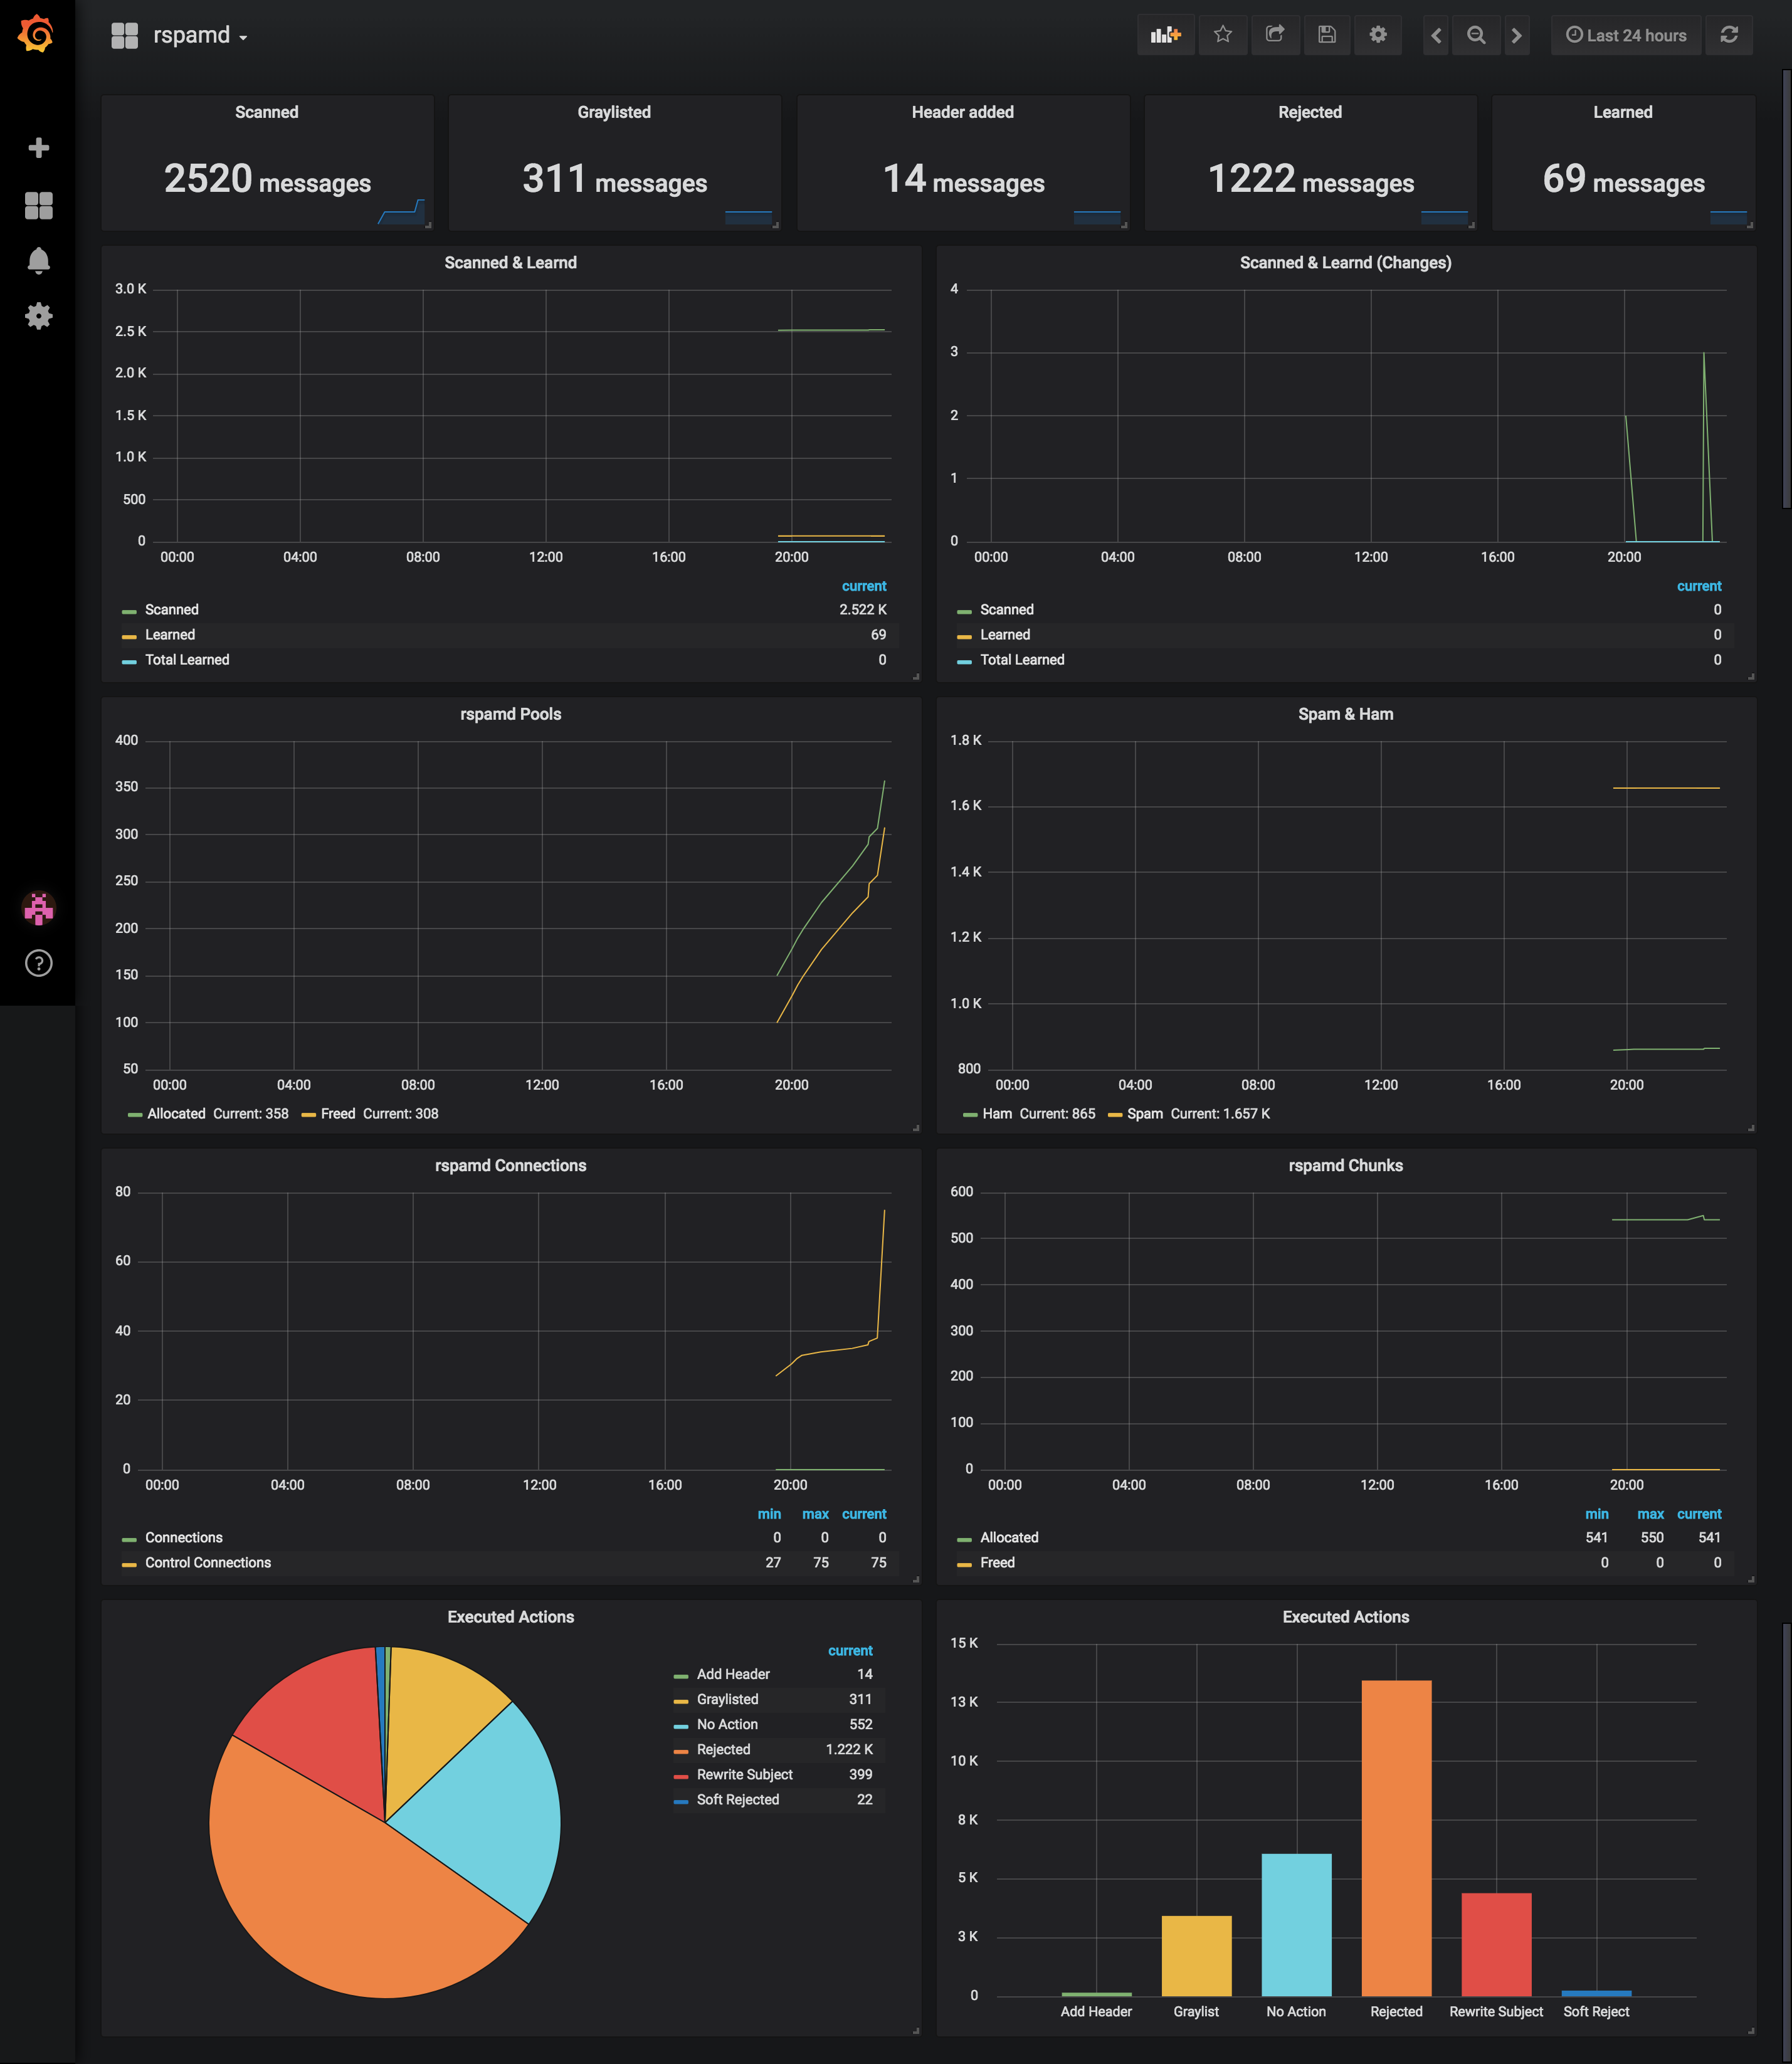 rspamd
Last 24 hours
Scanned
2520 messages
Graylisted
311 messages
Header added
14 messages
Rejected
1222 messages
Learned
69 messages
Scanned & Learnd
3.0 K
2.5 K
2.0 K
1.5 K
1.0 K
500
0
00:00 04:00 08:00 12:00 16:00 20:00
current
Scanned 2.522 K
Learned 69
Total Learned 0
Scanned & Learnd (Changes)
4
3
2
1
0
00:00 04:00 08:00 12:00 16:00 20:00
current
Scanned 0
Learned 0
Total Learned 0
rspamd Pools
400
350
300
250
200
150
100
50
00:00 04:00 08:00 12:00 16:00 20:00
Allocated Current: 358 Freed Current: 308
Spam & Ham
1.8 K
1.6 K
1.4 K
1.2 K
1.0 K
800
00:00 04:00 08:00 12:00 16:00 20:00
Ham Current: 865 Spam Current: 1.657 K
rspamd Connections
80
60
40
20
0
00:00 04:00 08:00 12:00 16:00 20:00
min max current
Connections 0 0 0
Control Connections 27 75 75
rspamd Chunks
600
500
400
300
200
100
0
00:00 04:00 08:00 12:00 16:00 20:00
min max current
Allocated 541 550 541
Freed 0 0 0
Executed Actions
current
Add Header 14
Graylisted 311
No Action 552
Rejected 1.222 K
Rewrite Subject 399
Soft Rejected 22
Executed Actions
15 K
13 K
10 K
8 K
5 K
3 K
0
Add Header Graylist No Action Rejected Rewrite Subject Soft Reject